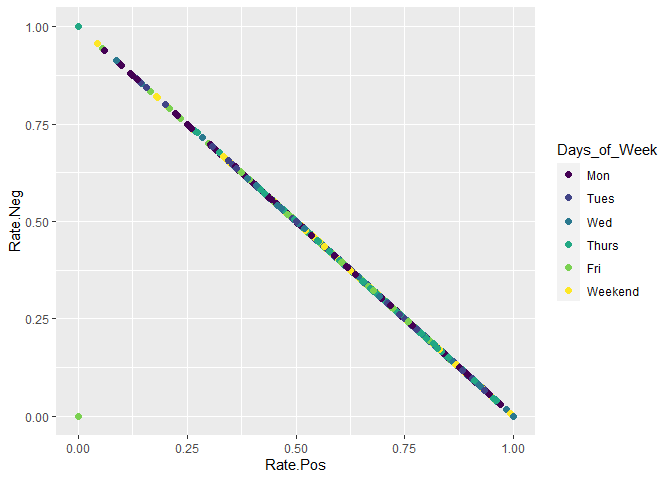 1.00
0.75
0.50
0.25
0.00
Rate.Neg
0.00 0.25 0.50 0.75 1.00
Rate.Pos
Days_of_Week
Mon
Tues
Wed
Thurs
Fri
Weekend